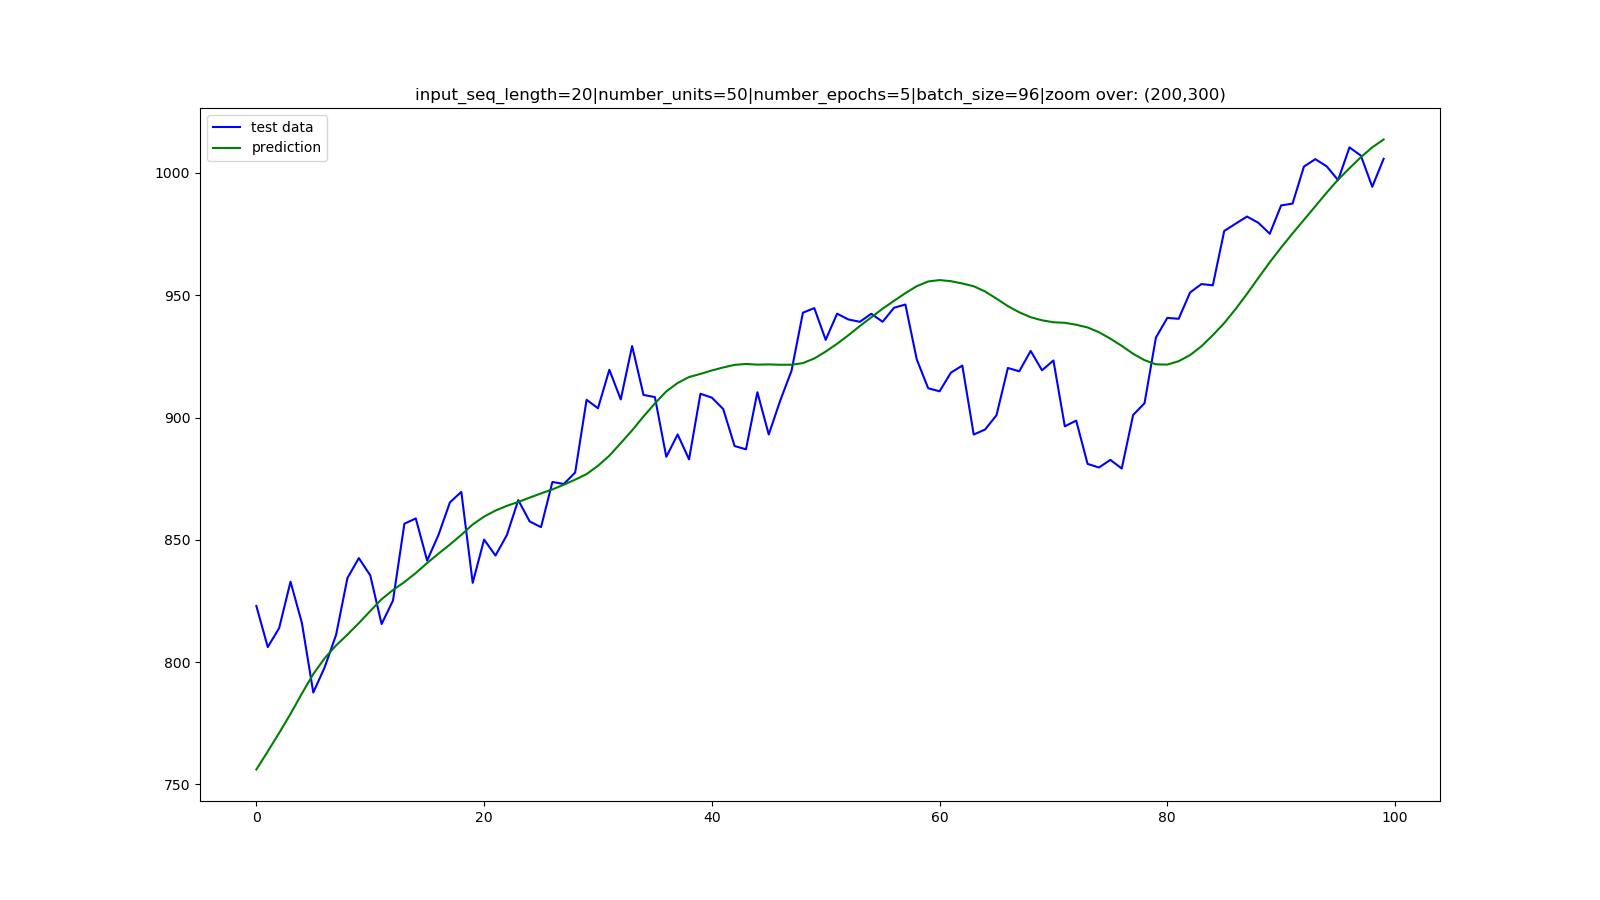 input_seq_length=20|number_units=50|number_epochs=5|batch_size=96|zoom over: (200,300)
test data
prediction
1000
950
900
850
800
750
0 20 40 60 80 100